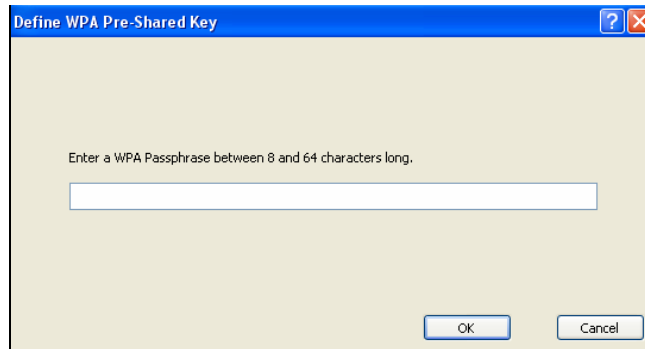 Define WPA Pre-Shared Key
?
Enter a WPA Passphrase between 8 and 64 characters long.
OK
Cancel